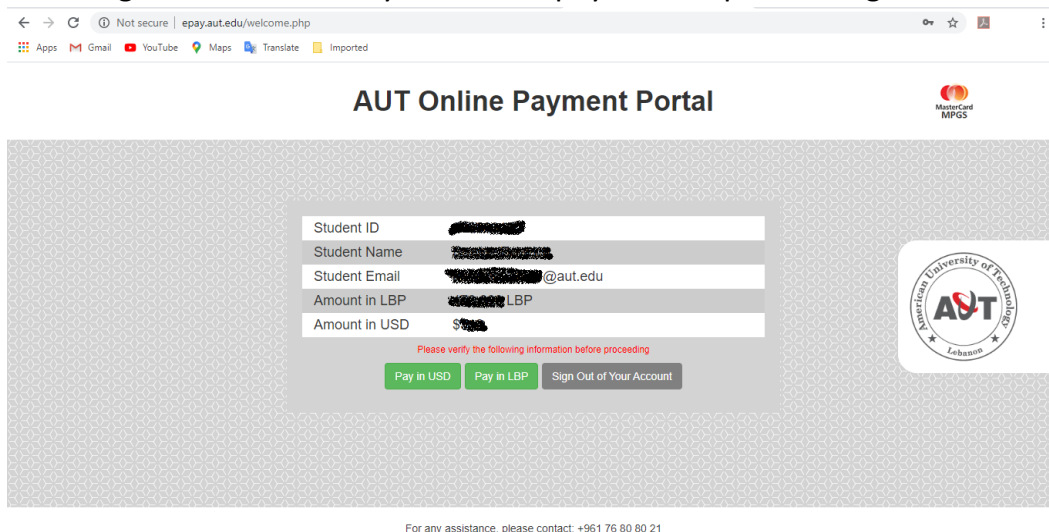 Not secure | epay.aut.edu/welcome.php
Apps Gmail YouTube Maps Translate Imported
AUT Online Payment Portal
MasterCard
MPGS
Student ID
Student Name
Student Email @aut.edu
Amount in LBP LBP
Amount in USD $
Please verify the following information before proceeding
Pay in USD Pay in LBP Sign Out of Your Account
American University of Technology
AUT
Lebanon
For any assistance, please contact: +961 76 80 80 21